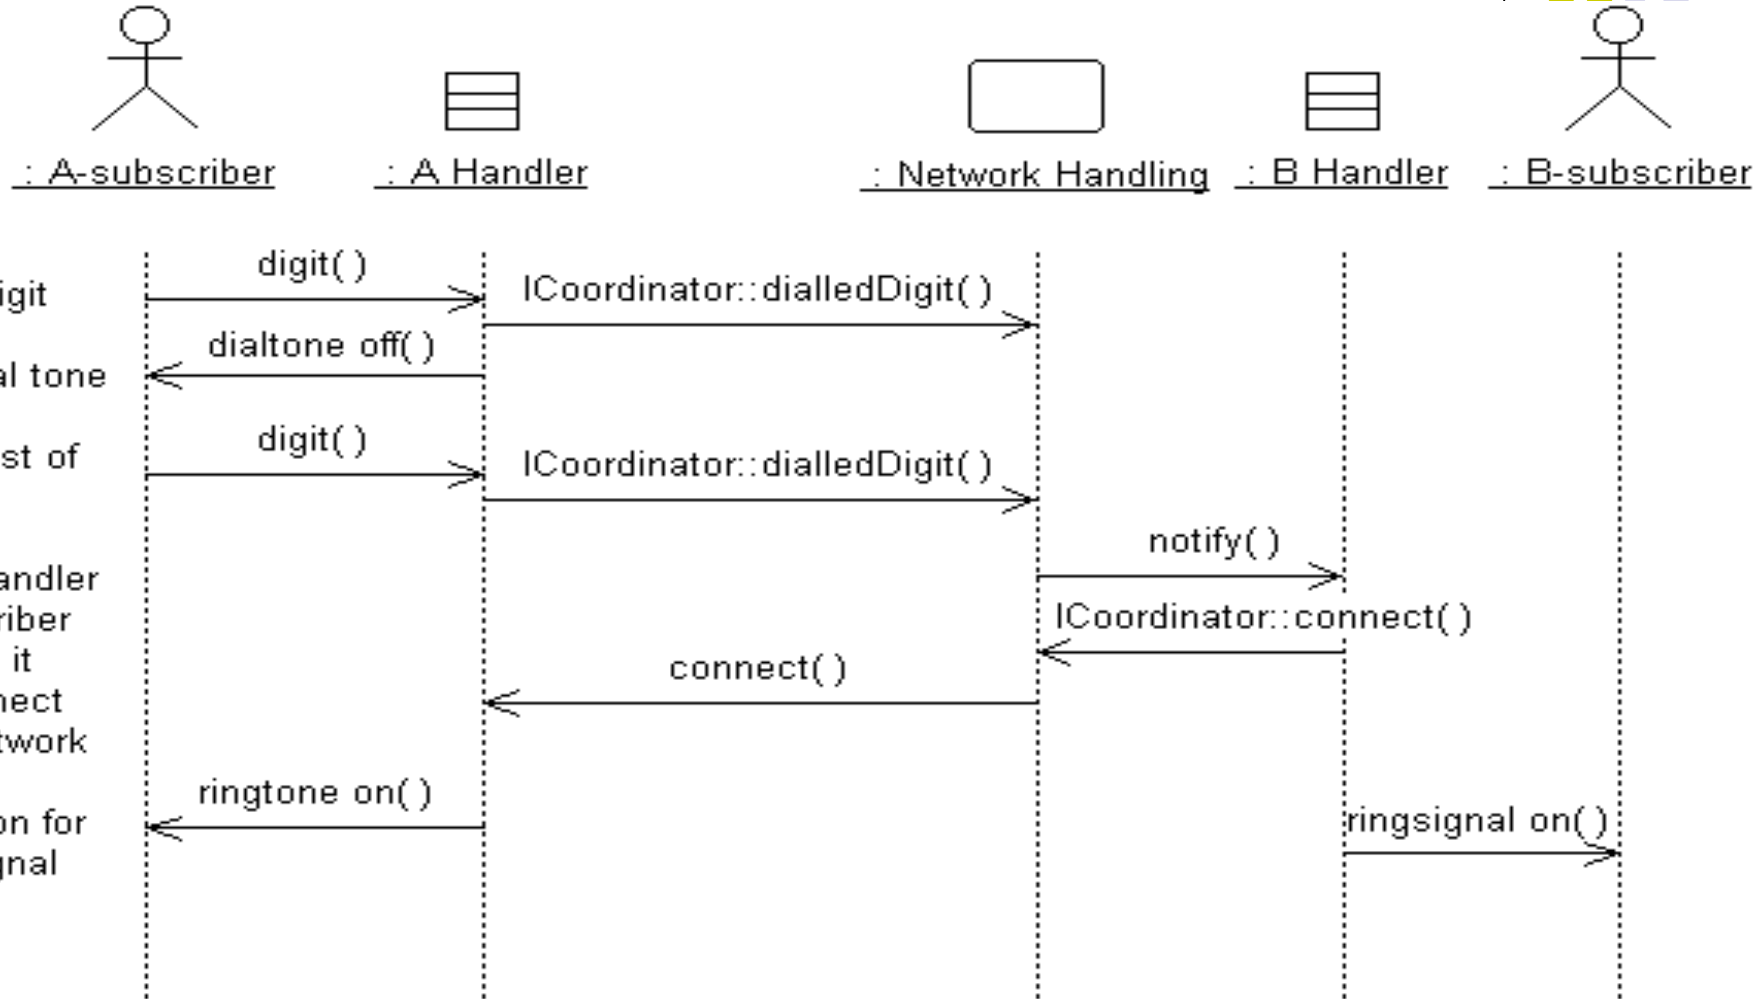 : A-subscriber
: A Handler
: Network Handling
: B Handler
: B-subscriber
digit( )
igit
ICoordinator::dialledDigit( )
dialtone off( )
al tone
digit( )
st of
ICoordinator::dialledDigit( )
notify( )
andler
riber
ICoordinator::connect( )
it
connect( )
nect
twork
ringtone on( )
on for
ringsignal on( )
gnal